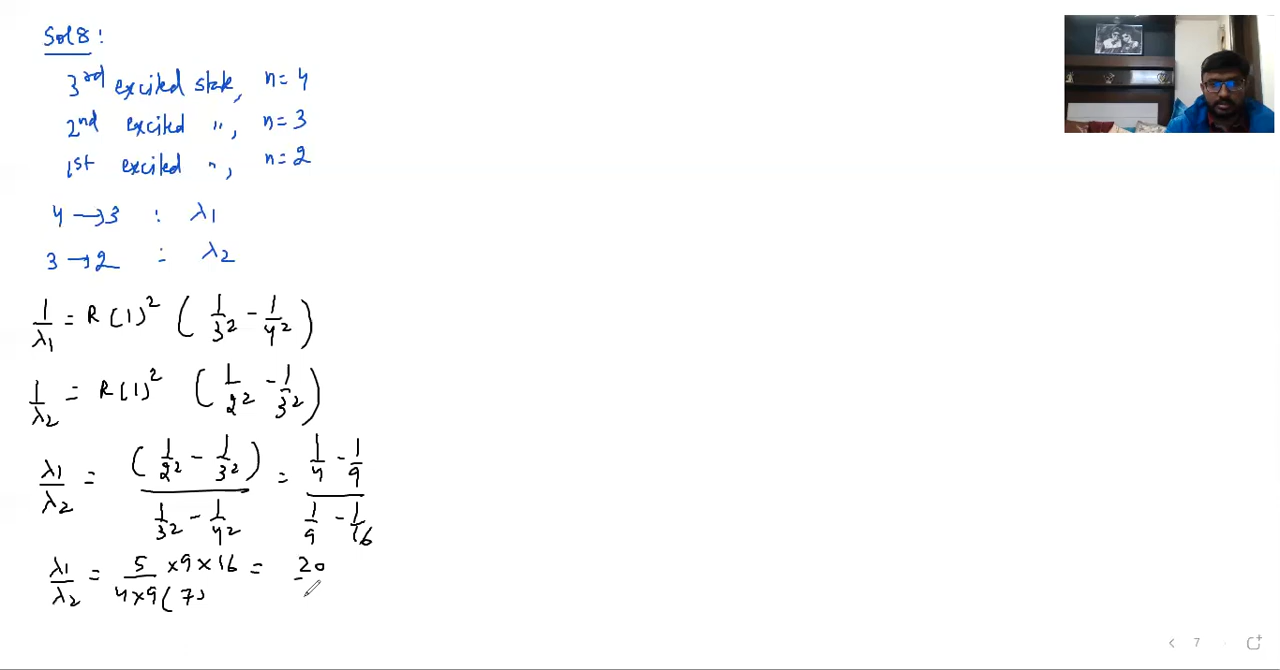 Sol 8:
3rd excited state, n=4
2nd excited ", n=3
1st excited ", n=2
4 → 3 : λ1
3 → 2 : λ2
1/λ1 = R(1)² (1/3² - 1/4²)
1/λ2 = R(1)² (1/2² - 1/3²)
λ1/λ2 = (1/2² - 1/3²)/(1/3² - 1/4²) = (1/4 - 1/9)/(1/9 - 1/16)
λ1/λ2 = 5/(4×9(7)) ×9×16 = 20
< 7